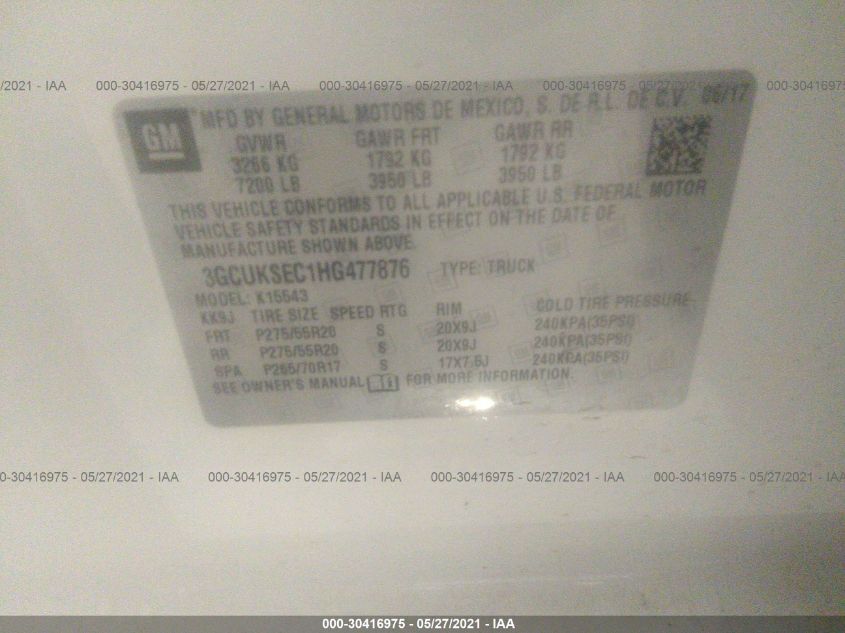 /2021 - IAA 000-30416975 - 05/27/2021 - IAA 000-30416975 - 05/27/2021 - IAA 000-30416975 - 05/27/2021 - IAA 000-
GM ® MFD BY GENERAL MOTORS DE MEXICO, S. DE R.L. DE C.V. 06/17
GVWR GAWR FRT GAWR RR
3266 KG 1792 KG 1792 KG
7200 LB 3950 LB 3950 LB
THIS VEHICLE CONFORMS TO ALL APPLICABLE U.S. FEDERAL MOTOR
VEHICLE SAFETY STANDARDS IN EFFECT ON THE DATE OF
MANUFACTURE SHOWN ABOVE.
3GCUKSEC1HG477876 TYPE: TRUCK
MODEL: K15543
KK9J TIRE SIZE SPEED RTG RIM COLD TIRE PRESSURE
FRT P275/55R20 S 20X9J 240KPA(35PSI)
RR P275/55R20 S 20X9J 240KPA(35PSI)
SPA P265/70R17 S 17X7.5J 240KPA(35PSI)
SEE OWNER'S MANUAL FOR MORE INFORMATION.
0-30416975 - 05/27/2021 - IAA 000-30416975 - 05/27/2021 - IAA 000-30416975 - 05/27/2021 - IAA 000-30416975 - 05/27/2021 - IAA
000-30416975 - 05/27/2021 - IAA